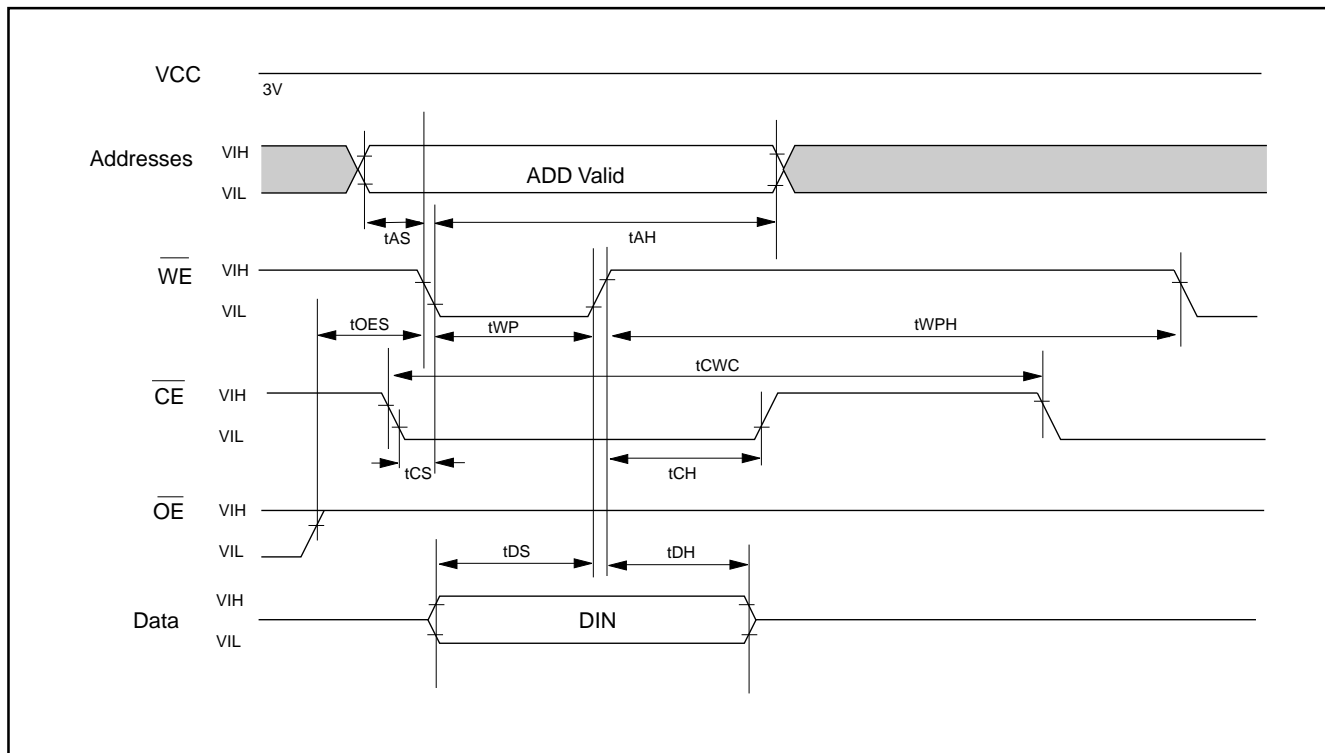 VCC
3V
Addresses
VIH
VIL
ADD Valid
tAS
tAH
WE
VIH
VIL
tOES
tWP
tWPH
tCWC
CE
VIH
VIL
tCS
tCH
OE
VIH
VIL
tDS
tDH
Data
VIH
VIL
DIN